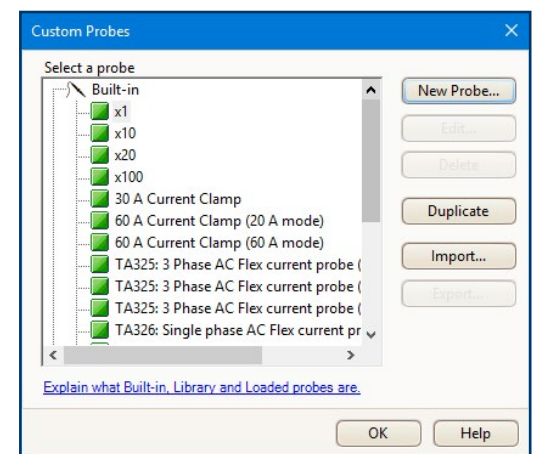 Custom Probes
Select a probe
Built-in
x1
x10
x20
x100
30 A Current Clamp
60 A Current Clamp (20 A mode)
60 A Current Clamp (60 A mode)
TA325: 3 Phase AC Flex current probe (
TA325: 3 Phase AC Flex current probe (
TA325: 3 Phase AC Flex current probe (
TA326: Single phase AC Flex current pr
New Probe...
Edit...
Delete
Duplicate
Import...
Export...
Explain what Built-in, Library and Loaded probes are.
OK
Help